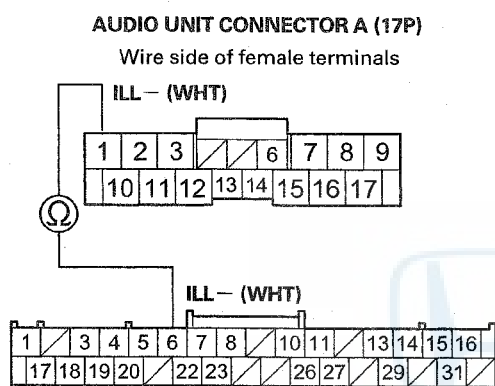 AUDIO UNIT CONNECTOR A (17P)
Wire side of female terminals
ILL− (WHT)
1 2 3 6 7 8 9
10 11 12 13 14 15 16 17
Ω
ILL− (WHT)
1 3 4 5 6 7 8 10 11 13 14 15 16
17 18 19 20 22 23 26 27 29 31